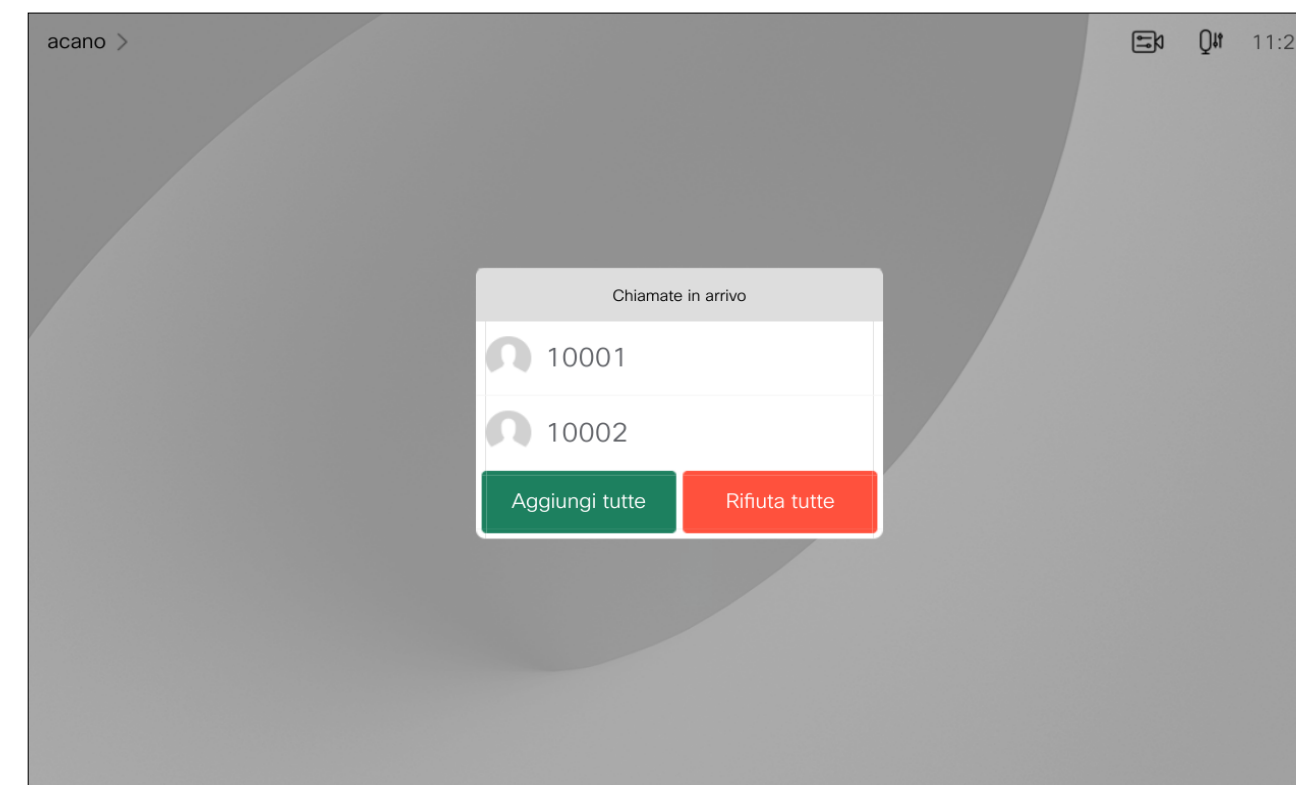 acano
11:2
Chiamate in arrivo
10001
10002
Aggiungi tutte
Rifiuta tutte